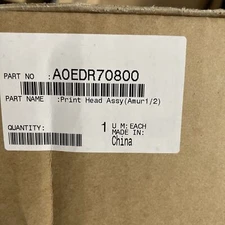 PART NO :A0EDR70800
PART NAME :Print Head Assy(Amur1/2)
QUANTITY: 1 U M:EACH
MADE IN:
China